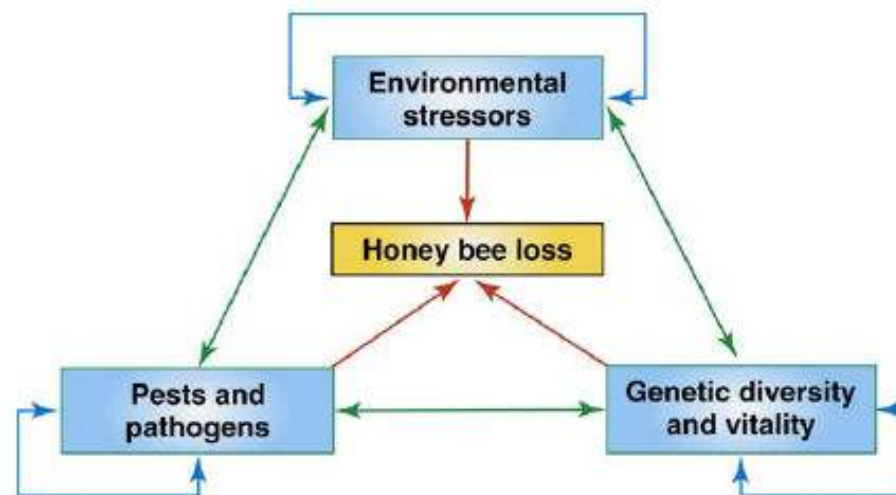 Environmental
stressors
Honey bee loss
Pests and
pathogens
Genetic diversity
and vitality